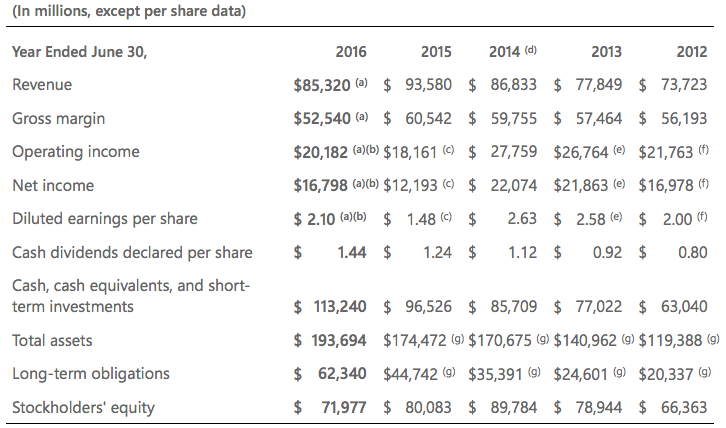 (In millions, except per share data)
Year Ended June 30, 2016 2015 2014 (d) 2013 2012
Revenue $85,320 (a) $ 93,580 $ 86,833 $ 77,849 $ 73,723
Gross margin $52,540 (a) $ 60,542 $ 59,755 $ 57,464 $ 56,193
Operating income $20,182 (a)(b) $18,161 (c) $ 27,759 $26,764 (e) $21,763 (f)
Net income $16,798 (a)(b) $12,193 (c) $ 22,074 $21,863 (e) $16,978 (f)
Diluted earnings per share $ 2.10 (a)(b) $ 1.48 (c) $ 2.63 $ 2.58 (e) $ 2.00 (f)
Cash dividends declared per share $ 1.44 $ 1.24 $ 1.12 $ 0.92 $ 0.80
Cash, cash equivalents, and short-
term investments $ 113,240 $ 96,526 $ 85,709 $ 77,022 $ 63,040
Total assets $ 193,694 $174,472 (g) $170,675 (g) $140,962 (g) $119,388 (g)
Long-term obligations $ 62,340 $44,742 (g) $35,391 (g) $24,601 (g) $20,337 (g)
Stockholders' equity $ 71,977 $ 80,083 $ 89,784 $ 78,944 $ 66,363